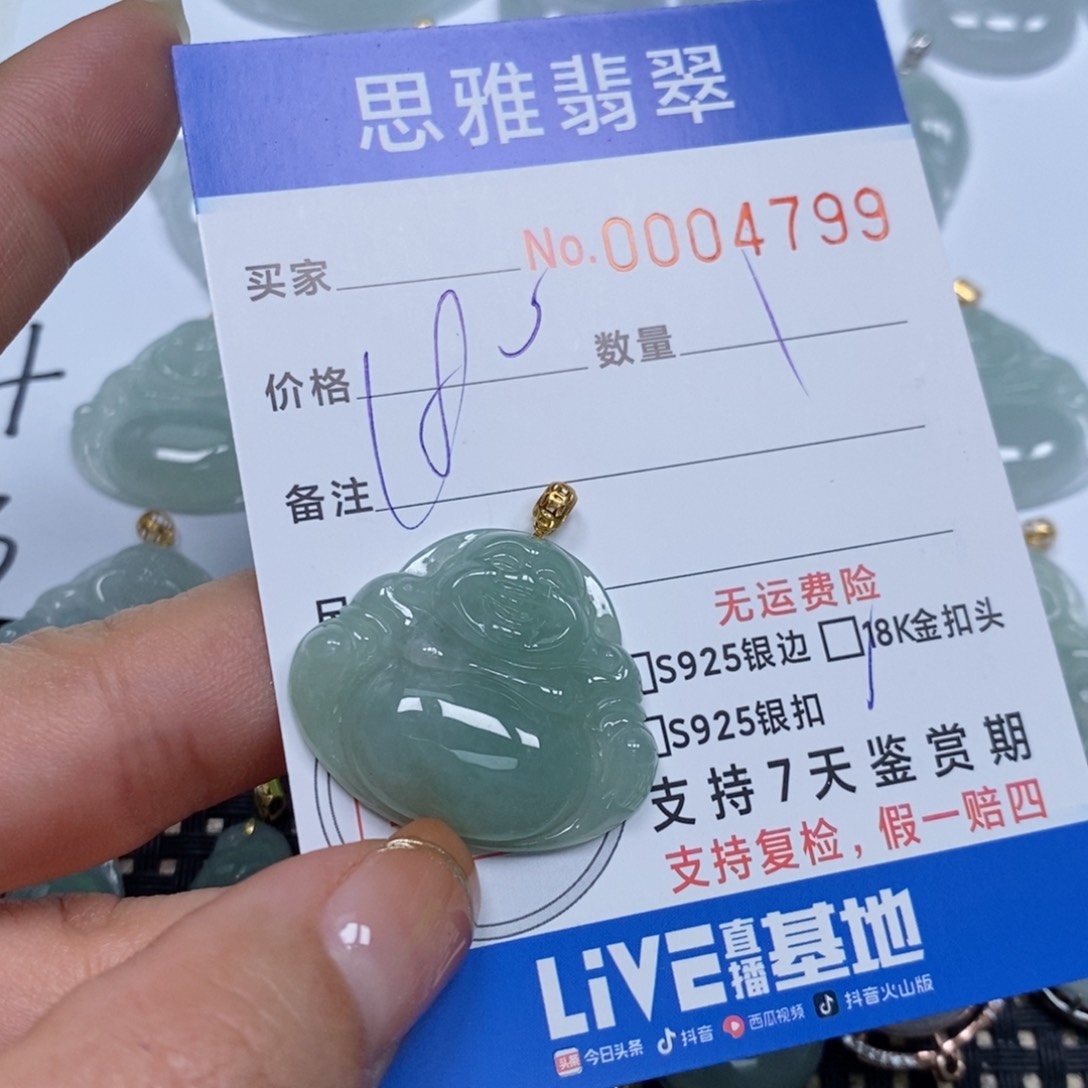 思雅翡翠
No.0004799
买家
价格 数量 1
备注
无运费险
S925银边 18K金扣头
S925银扣
支持7天鉴赏期
支持复检，假一赔四
LiVE直播基地
头条 今日头条 抖音 西瓜视频 抖音火山版